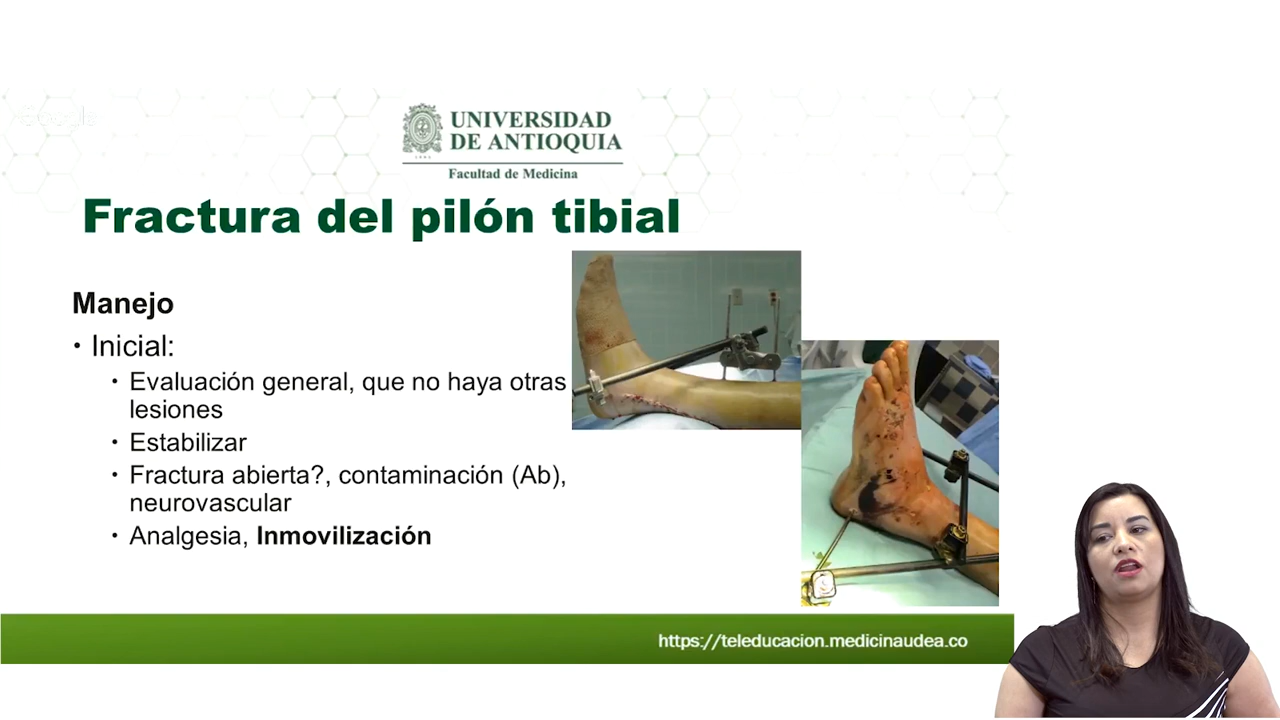 UNIVERSIDAD
DE ANTIOQUIA
Facultad de Medicina
Fractura del pilón tibial
Manejo
• Inicial:
• Evaluación general, que no haya otras
lesiones
• Estabilizar
• Fractura abierta?, contaminación (Ab),
neurovascular
• Analgesia, Inmovilización
https://teleducacion.medicinaudea.co